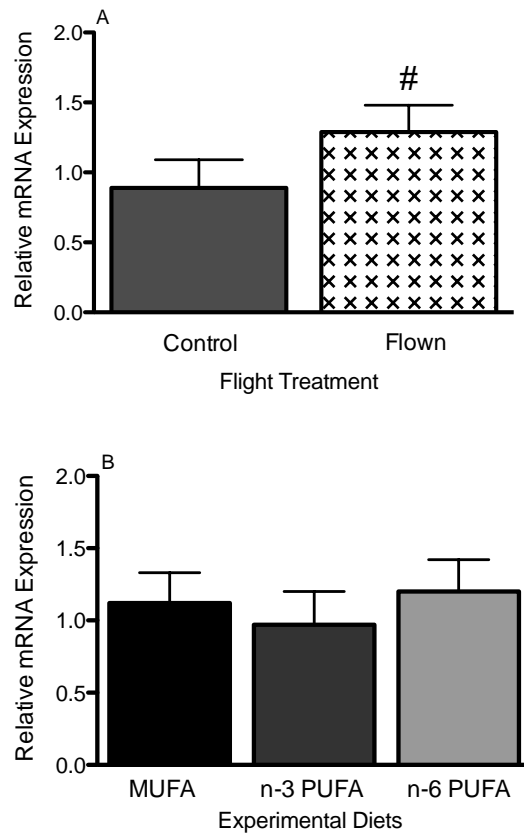 A
Relative mRNA Expression
2.0
1.5
1.0
0.5
0.0
#
Control Flown
Flight Treatment
B
Relative mRNA Expression
2.0
1.5
1.0
0.5
0.0
MUFA n-3 PUFA n-6 PUFA
Experimental Diets